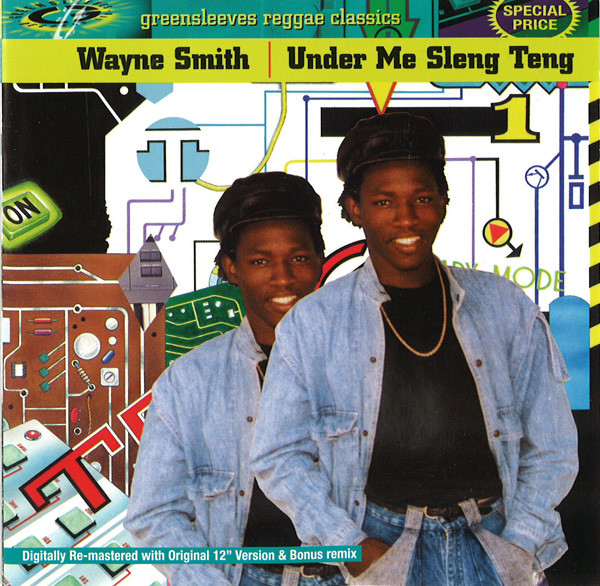 greensleeves reggae classics
SPECIAL
PRICE
Wayne Smith | Under Me Sleng Teng
1
ON
MODE
Digitally Re-mastered with Original 12" Version & Bonus remix